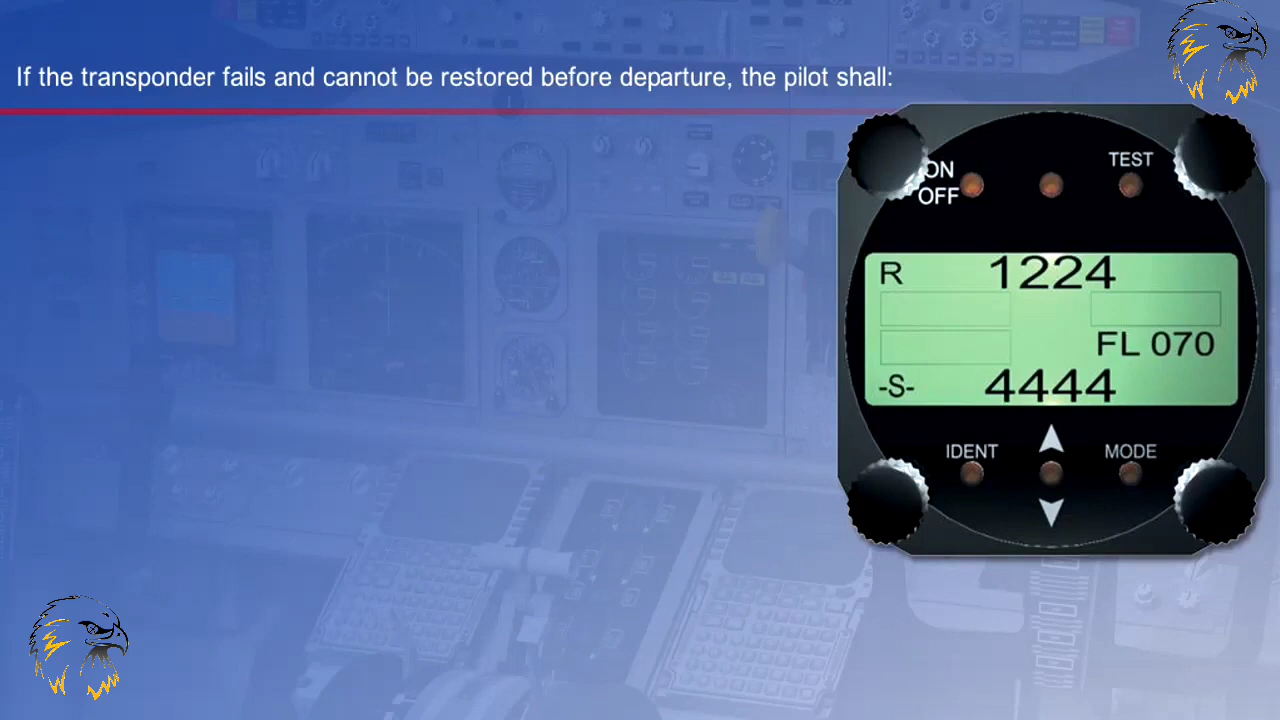 If the transponder fails and cannot be restored before departure, the pilot shall:
ON
OFF
TEST
R 1224
FL 070
-S- 4444
IDENT
MODE